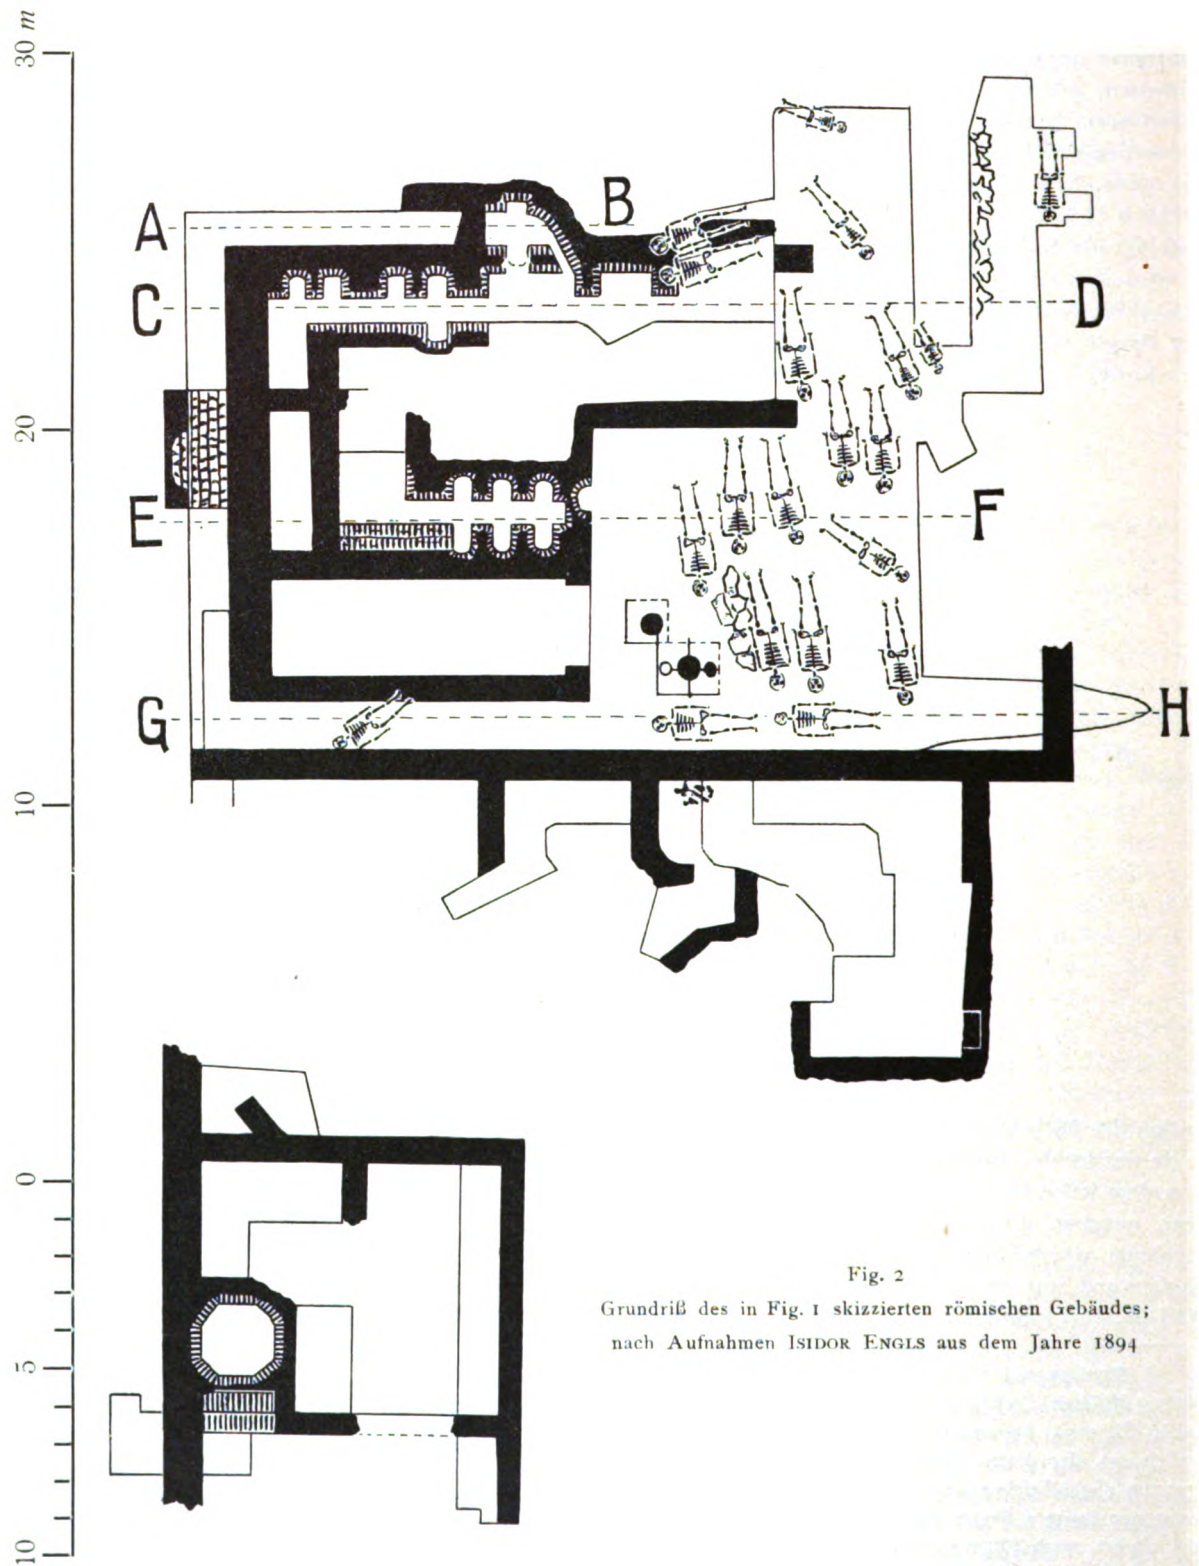 30 m
A
B
C
D
20
E
F
G
H
10
0
5
10
Fig. 2
Grundriß des in Fig. 1 skizzierten römischen Gebäudes;
nach Aufnahmen ISIDOR ENGLS aus dem Jahre 1894